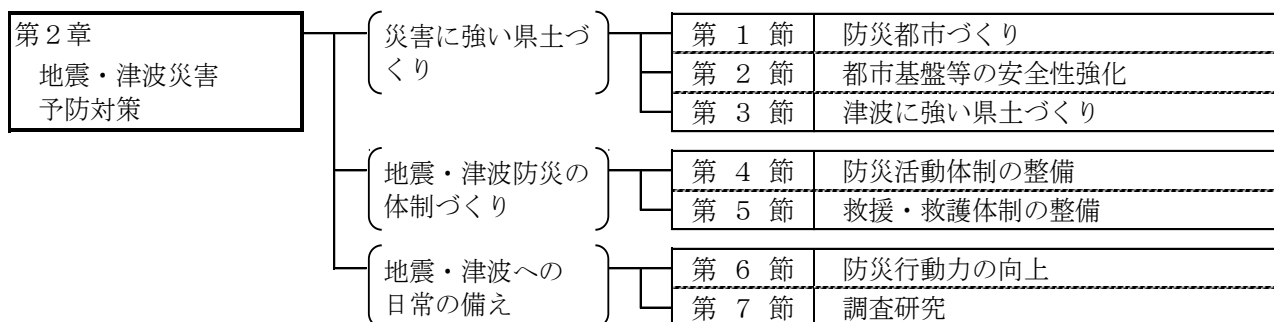 第２章
地震・津波災害
予防対策
災害に強い県土づ
くり
第 １ 節 防災都市づくり
第 ２ 節 都市基盤等の安全性強化
第 ３ 節 津波に強い県土づくり
地震・津波防災の
体制づくり
第 ４ 節 防災活動体制の整備
第 ５ 節 救援・救護体制の整備
地震・津波への
日常の備え
第 ６ 節 防災行動力の向上
第 ７ 節 調査研究